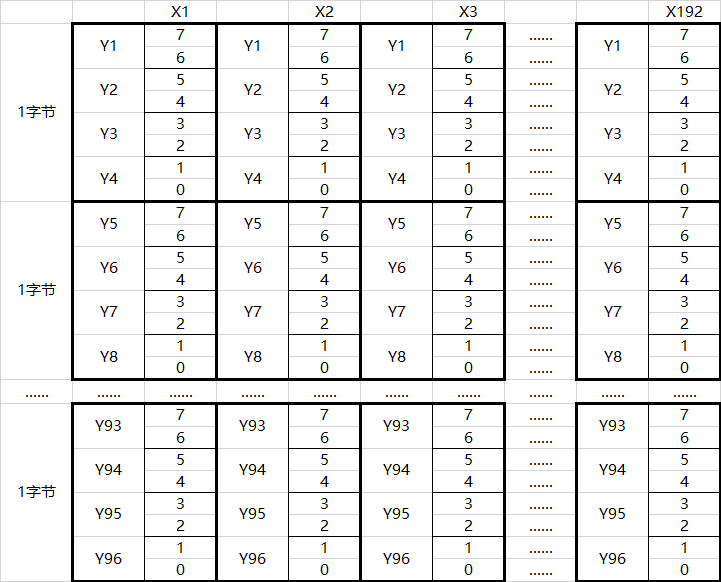 X1 X2 X3 X192
1字节 Y1 7 Y1 7 Y1 7 ...... Y1 7
6 6 6 ...... 6
Y2 5 Y2 5 Y2 5 ...... Y2 5
4 4 4 ...... 4
Y3 3 Y3 3 Y3 3 ...... Y3 3
2 2 2 ...... 2
Y4 1 Y4 1 Y4 1 ...... Y4 1
0 0 0 ...... 0
1字节 Y5 7 Y5 7 Y5 7 ...... Y5 7
6 6 6 ...... 6
Y6 5 Y6 5 Y6 5 ...... Y6 5
4 4 4 ...... 4
Y7 3 Y7 3 Y7 3 ...... Y7 3
2 2 2 ...... 2
Y8 1 Y8 1 Y8 1 ...... Y8 1
0 0 0 ...... 0
...... ...... ...... ...... ...... ...... ...... ...... ...... ......
1字节 Y93 7 Y93 7 Y93 7 ...... Y93 7
6 6 6 ...... 6
Y94 5 Y94 5 Y94 5 ...... Y94 5
4 4 4 ...... 4
Y95 3 Y95 3 Y95 3 ...... Y95 3
2 2 2 ...... 2
Y96 1 Y96 1 Y96 1 ...... Y96 1
0 0 0 ...... 0